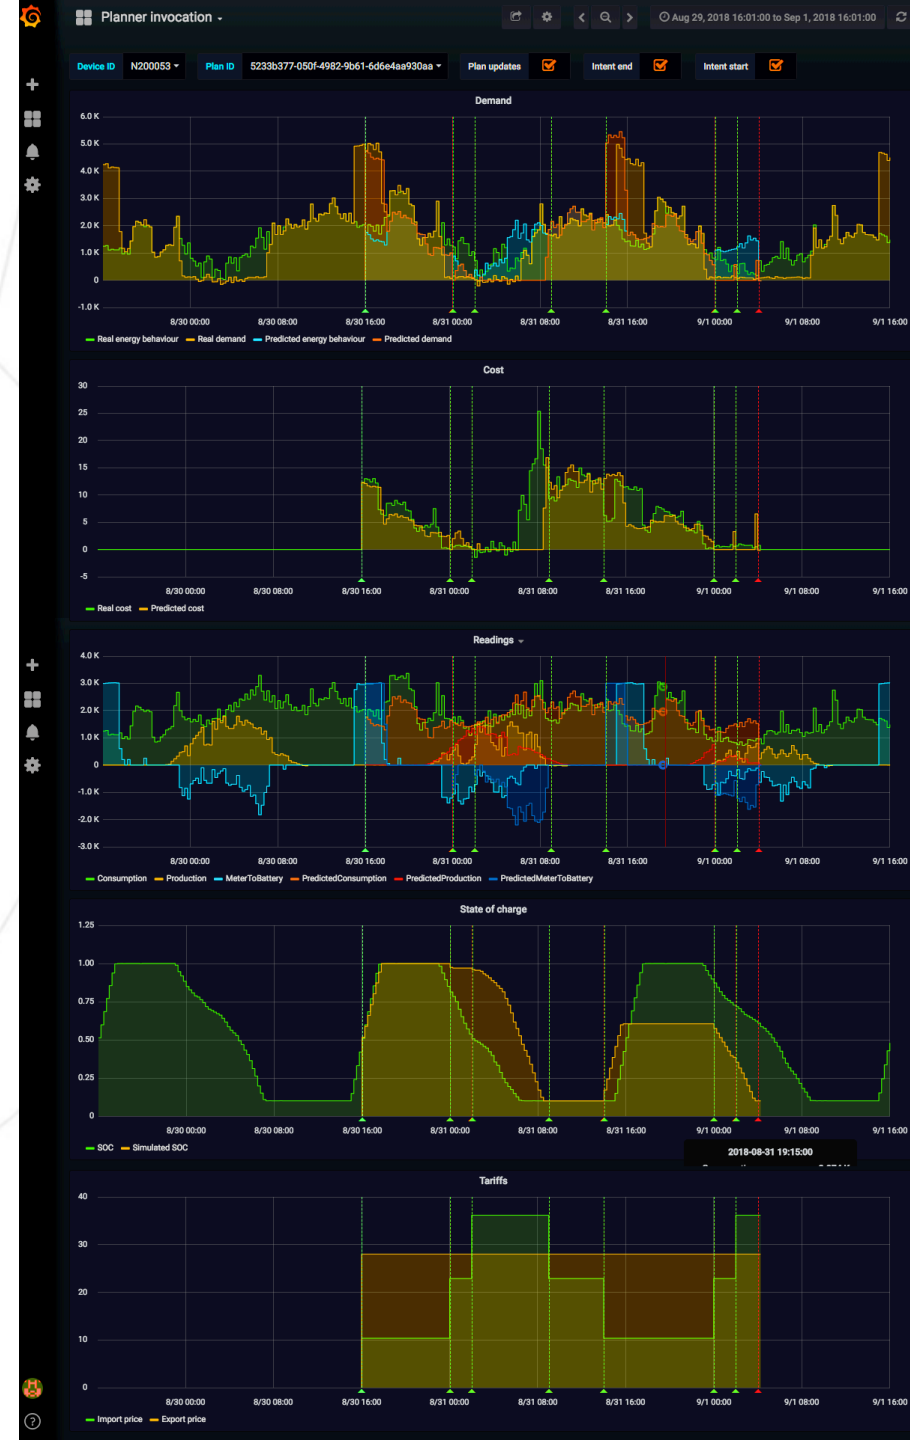 Planner invocation
Aug 29, 2018 16:01:00 to Sep 1, 2018 16:01:00
Device ID N200053 Plan ID 5233b377-050f-4982-9b61-6d6e4aa930aa Plan updates Intent end Intent start
Demand
6.0 K
5.0 K
4.0 K
3.0 K
2.0 K
1.0 K
0
-1.0 K
8/30 00:00 8/30 08:00 8/30 16:00 8/31 00:00 8/31 08:00 8/31 16:00 9/1 00:00 9/1 08:00 9/1 16:00
Real energy behaviour Real demand Predicted energy behaviour Predicted demand
Cost
30
25
20
15
10
5
0
-5
8/30 00:00 8/30 08:00 8/30 16:00 8/31 00:00 8/31 08:00 8/31 16:00 9/1 00:00 9/1 08:00 9/1 16:00
Real cost Predicted cost
Readings
4.0 K
3.0 K
2.0 K
1.0 K
0
-1.0 K
-2.0 K
-3.0 K
8/30 00:00 8/30 08:00 8/30 16:00 8/31 00:00 8/31 08:00 8/31 16:00 9/1 00:00 9/1 08:00 9/1 16:00
Consumption Production MeterToBattery PredictedConsumption PredictedProduction PredictedMeterToBattery
State of charge
1.25
1.00
0.75
0.50
0.25
0
8/30 00:00 8/30 08:00 8/30 16:00 8/31 00:00 8/31 08:00 8/31 16:00 9/1 00:00 9/1 08:00 9/1 16:00
SOC Simulated SOC
2018-08-31 19:15:00
Tariffs
40
30
20
10
0
8/30 00:00 8/30 08:00 8/30 16:00 8/31 00:00 8/31 08:00 8/31 16:00 9/1 00:00 9/1 08:00 9/1 16:00
Import price Export price